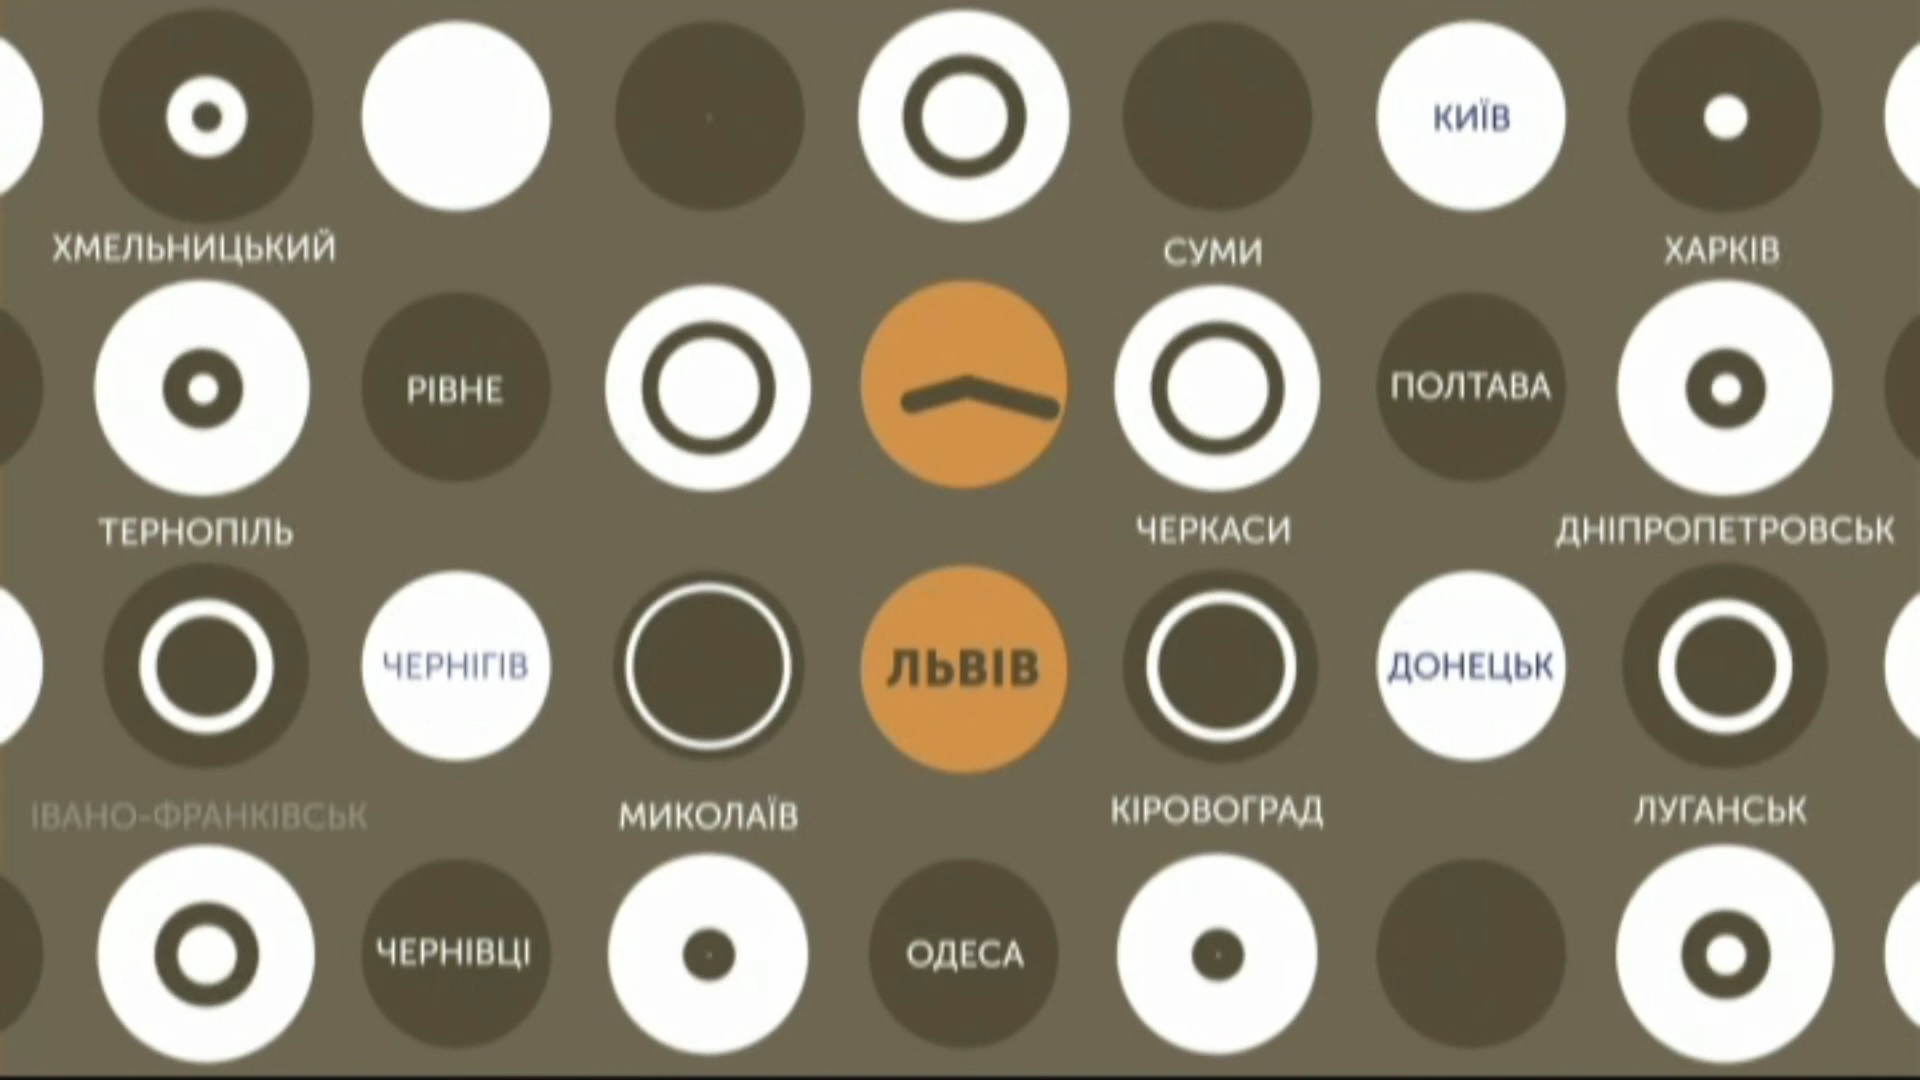 КИЇВ
ХМЕЛЬНИЦЬКИЙ
СУМИ
ХАРКІВ
РІВНЕ
ПОЛТАВА
ТЕРНОПІЛЬ
ЧЕРКАСИ
ДНІПРОПЕТРОВСЬК
ЧЕРНІГІВ
ЛЬВІВ
ДОНЕЦЬК
ІВАНО-ФРАНКІВСЬК
МИКОЛАЇВ
КІРОВОГРАД
ЛУГАНСЬК
ЧЕРНІВЦІ
ОДЕСА